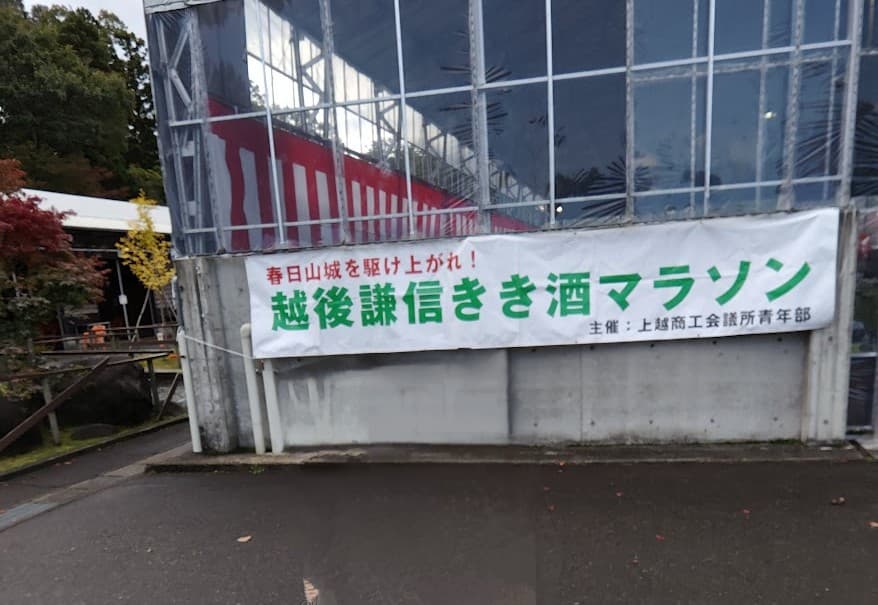 春日山城を駆け上がれ！
越後謙信きき酒マラソン
主催：上越商工会議所青年部